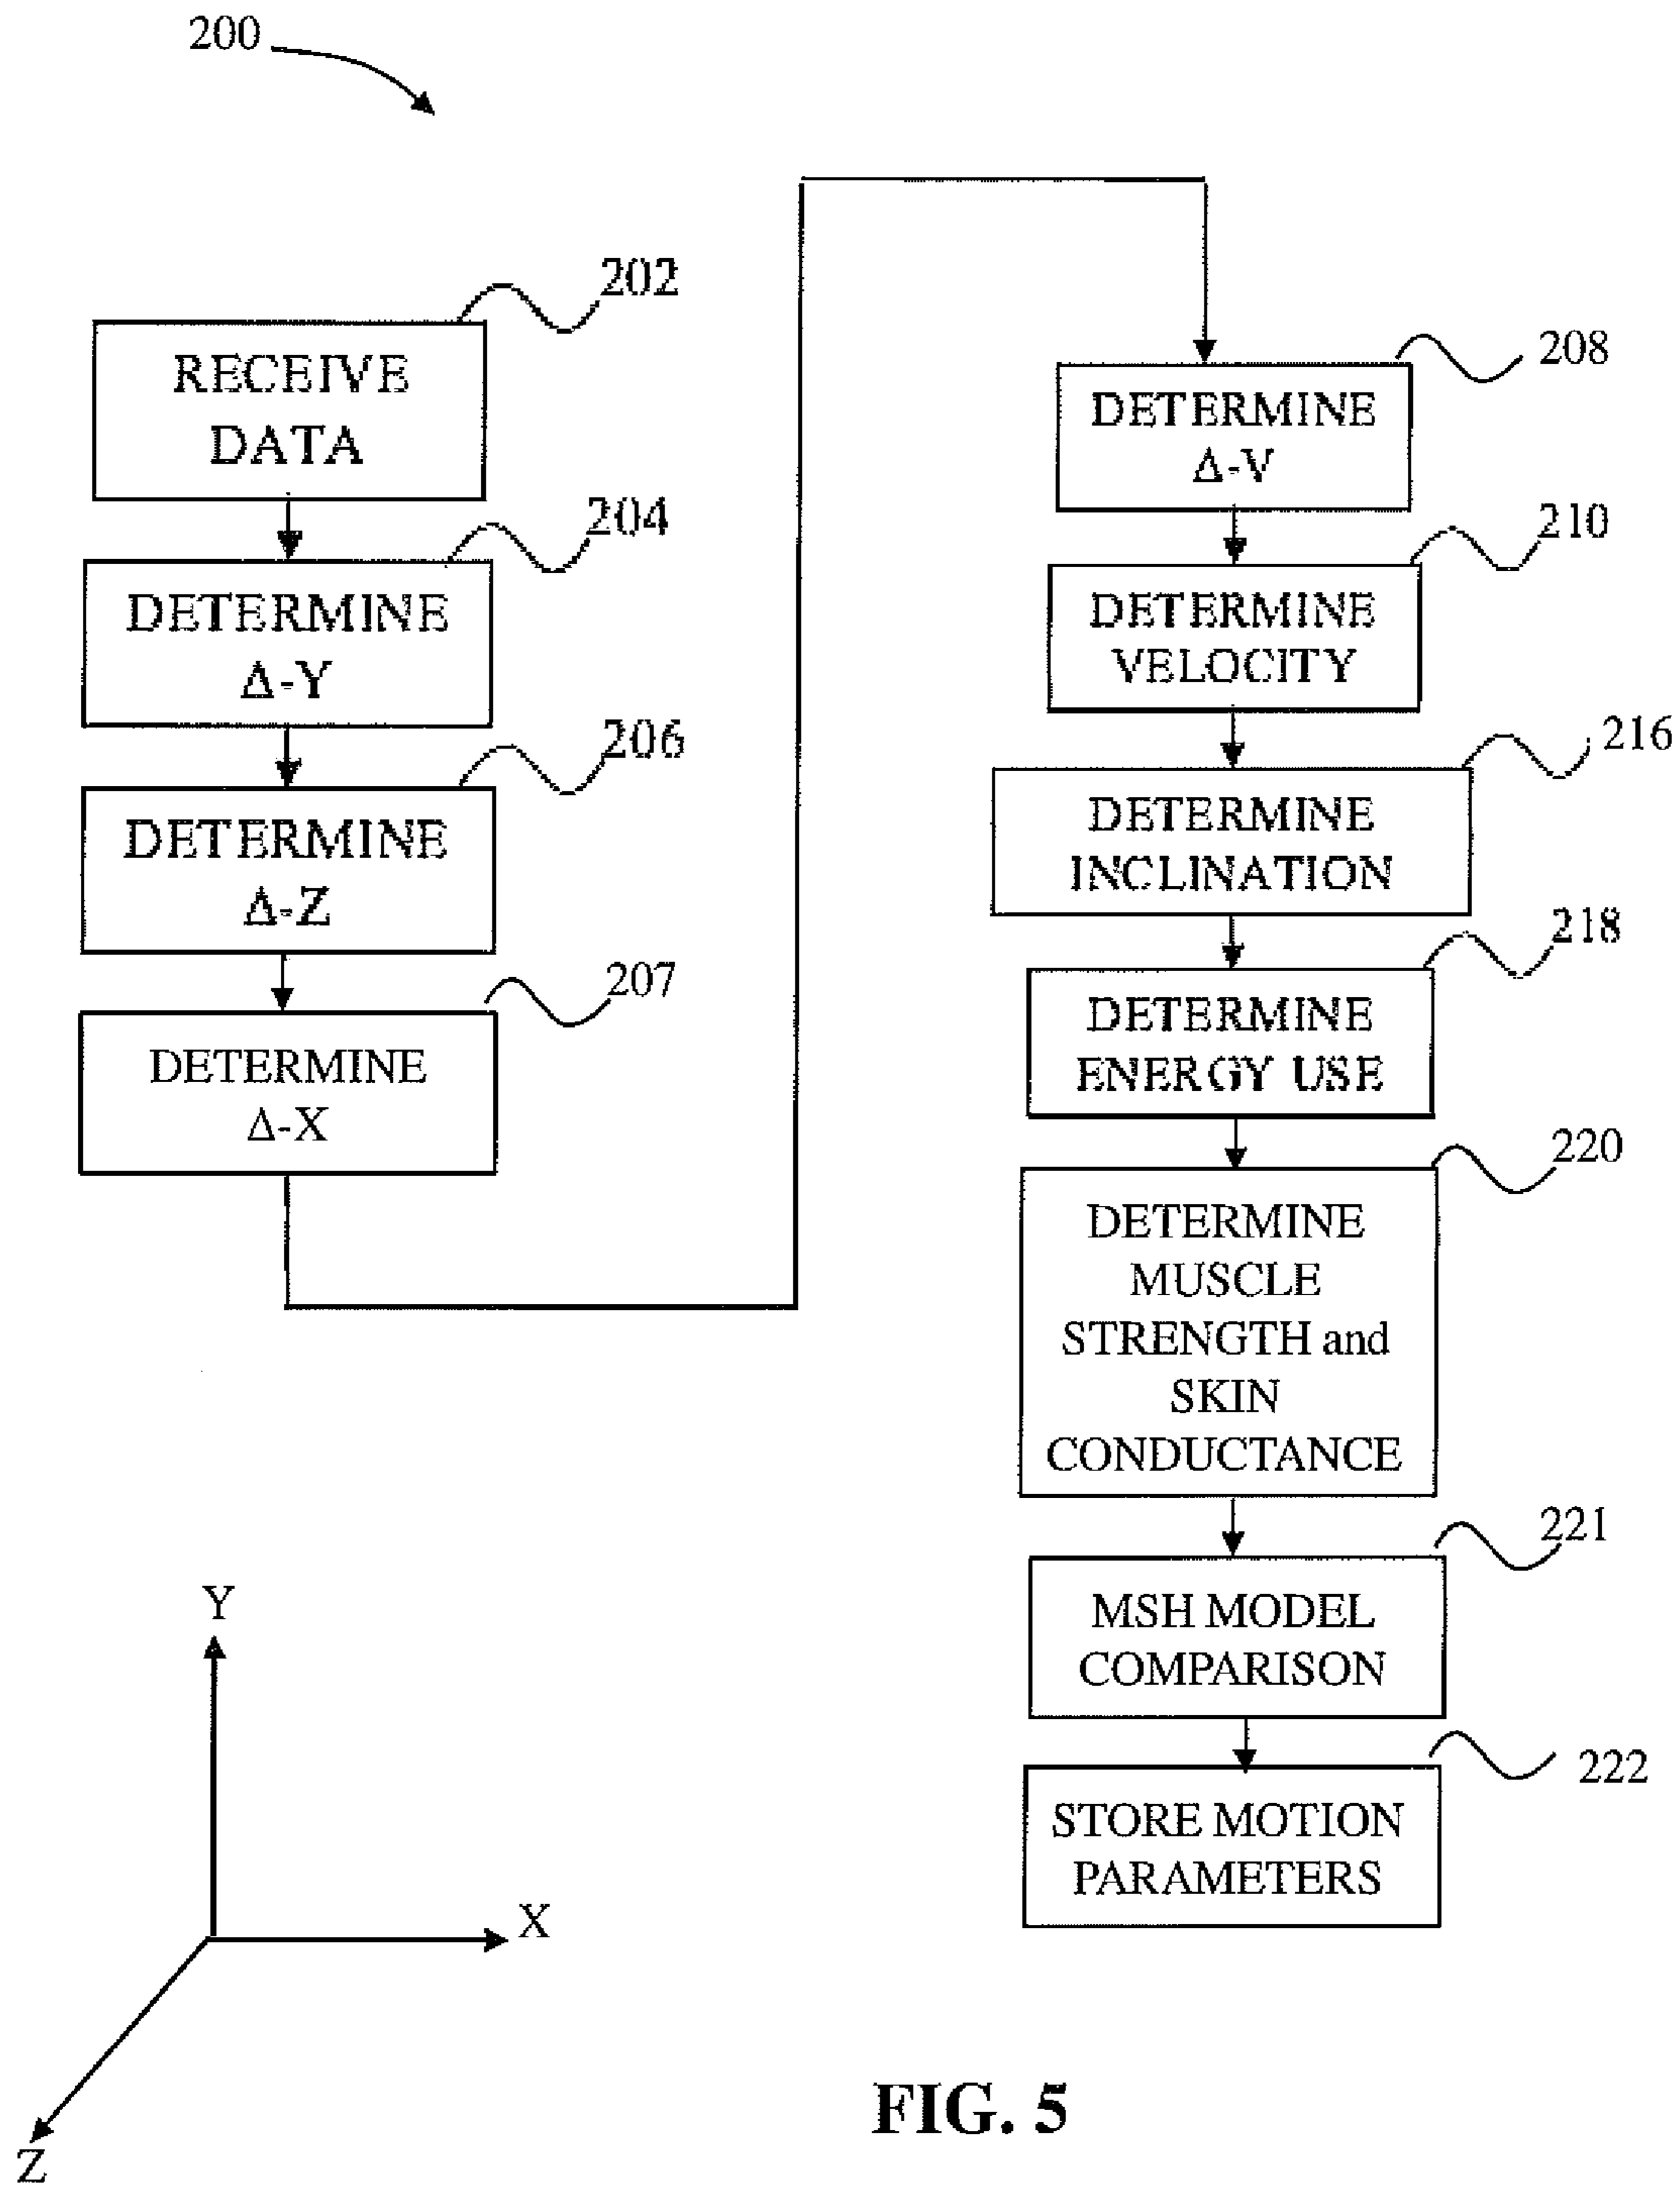 200
202
RECEIVE
DATA
204
DETERMINE
Δ-Y
206
DETERMINE
Δ-Z
207
DETERMINE
Δ-X
208
DETERMINE
Δ-V
210
DETERMINE
VELOCITY
216
DETERMINE
INCLINATION
218
DETERMINE
ENERGY USE
220
DETERMINE
MUSCLE
STRENGTH and
SKIN
CONDUCTANCE
221
MSH MODEL
COMPARISON
222
STORE MOTION
PARAMETERS
Y
X
Z
FIG. 5